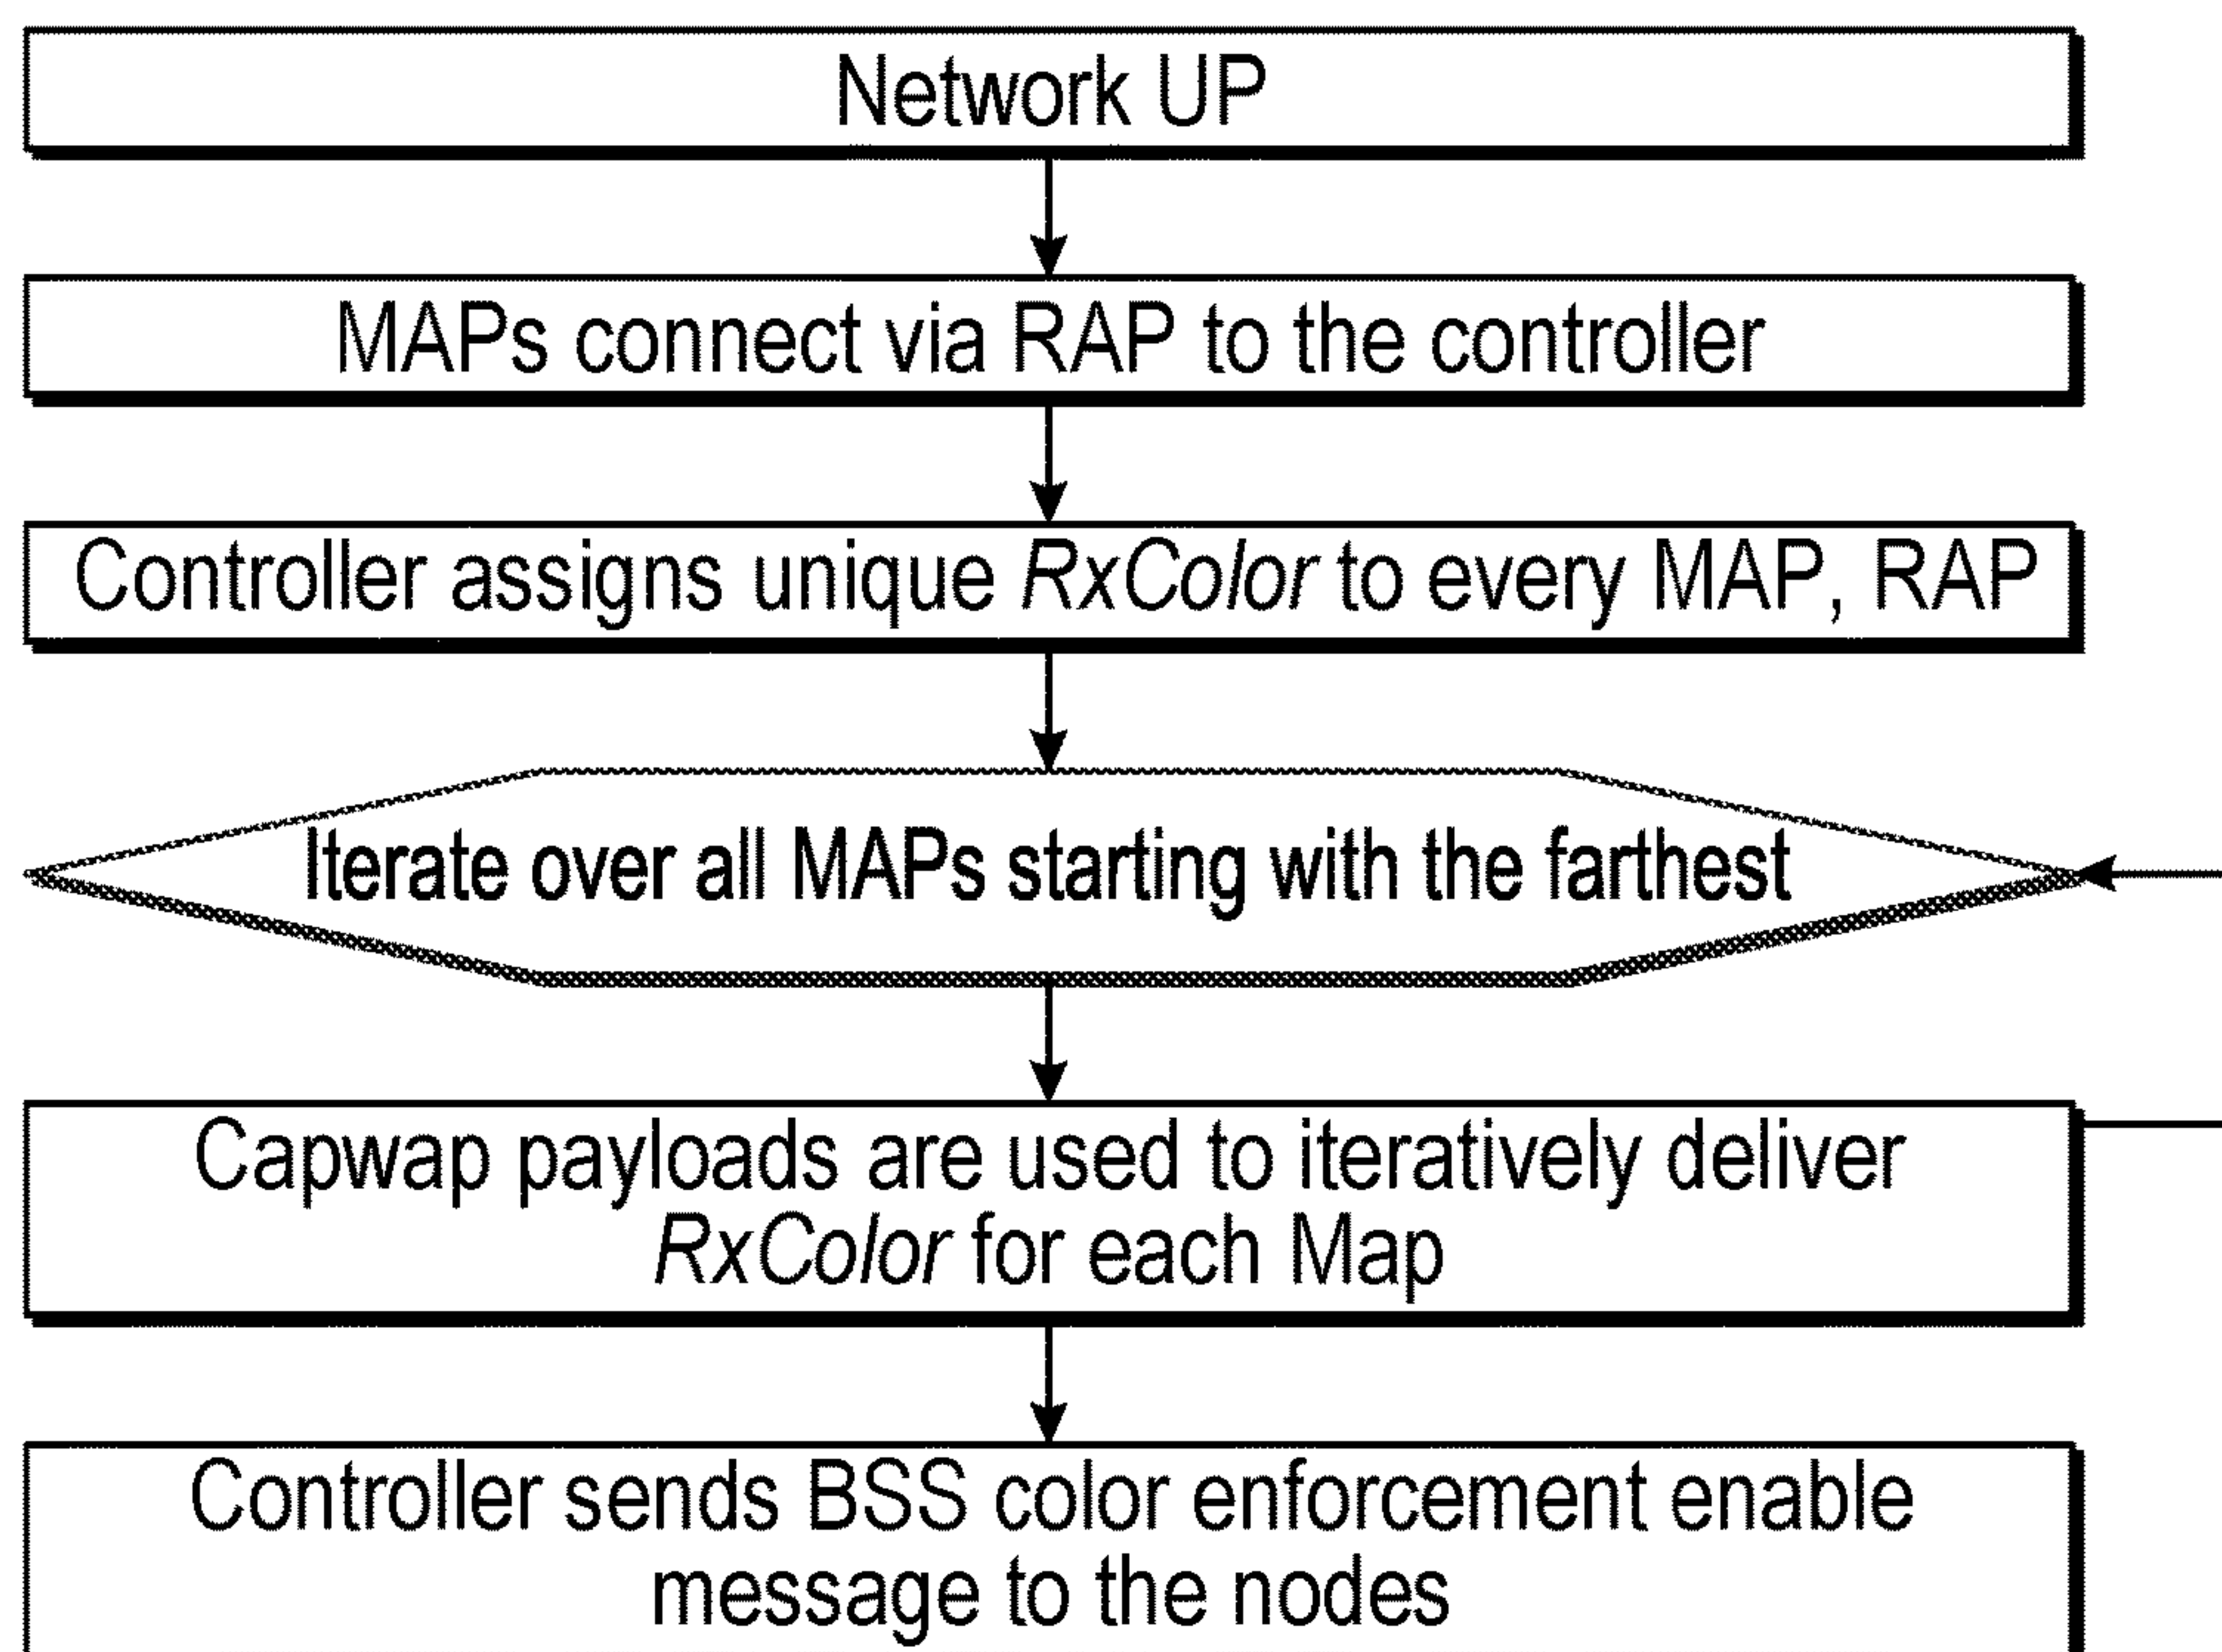 Network UP
MAPs connect via RAP to the controller
Controller assigns unique RxColor to every MAP, RAP
Iterate over all MAPs starting with the farthest
Capwap payloads are used to iteratively deliver
RxColor for each Map
Controller sends BSS color enforcement enable
message to the nodes